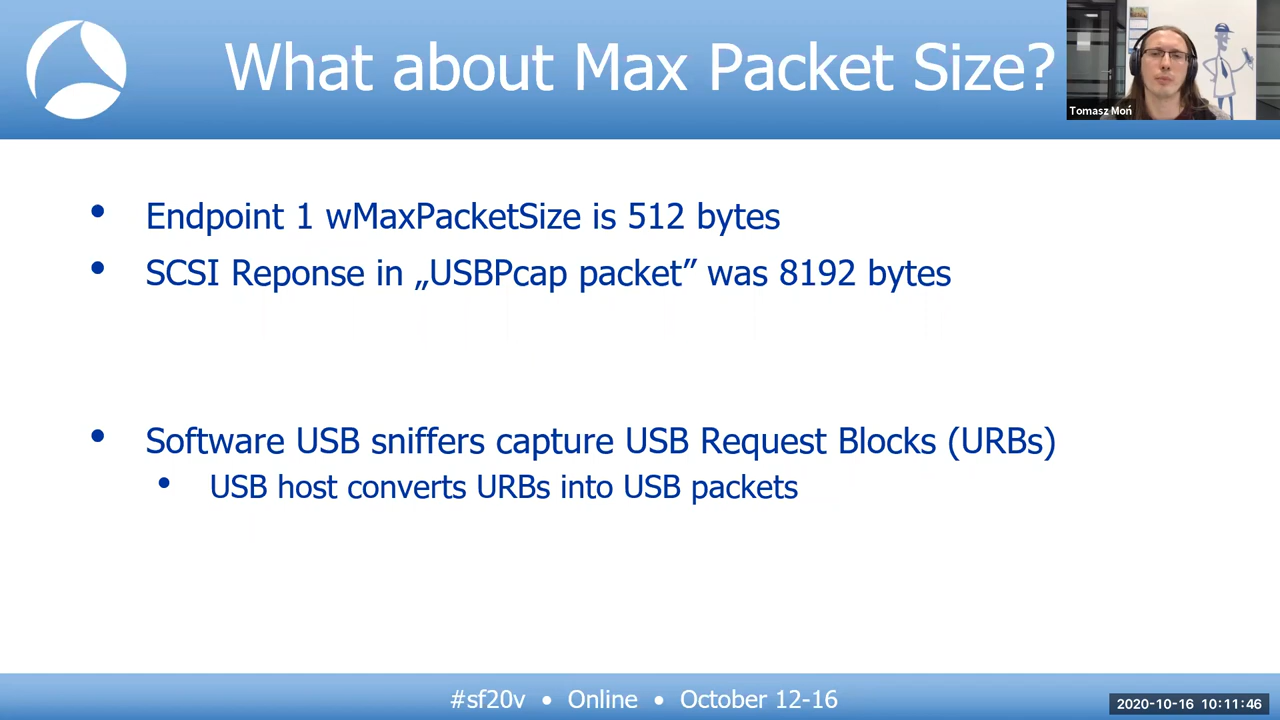 What about Max Packet Size?
Tomasz Moń
• Endpoint 1 wMaxPacketSize is 512 bytes
• SCSI Reponse in „USBPcap packet” was 8192 bytes
• Software USB sniffers capture USB Request Blocks (URBs)
• USB host converts URBs into USB packets
#sf20v • Online • October 12-16
2020-10-16 10:11:46